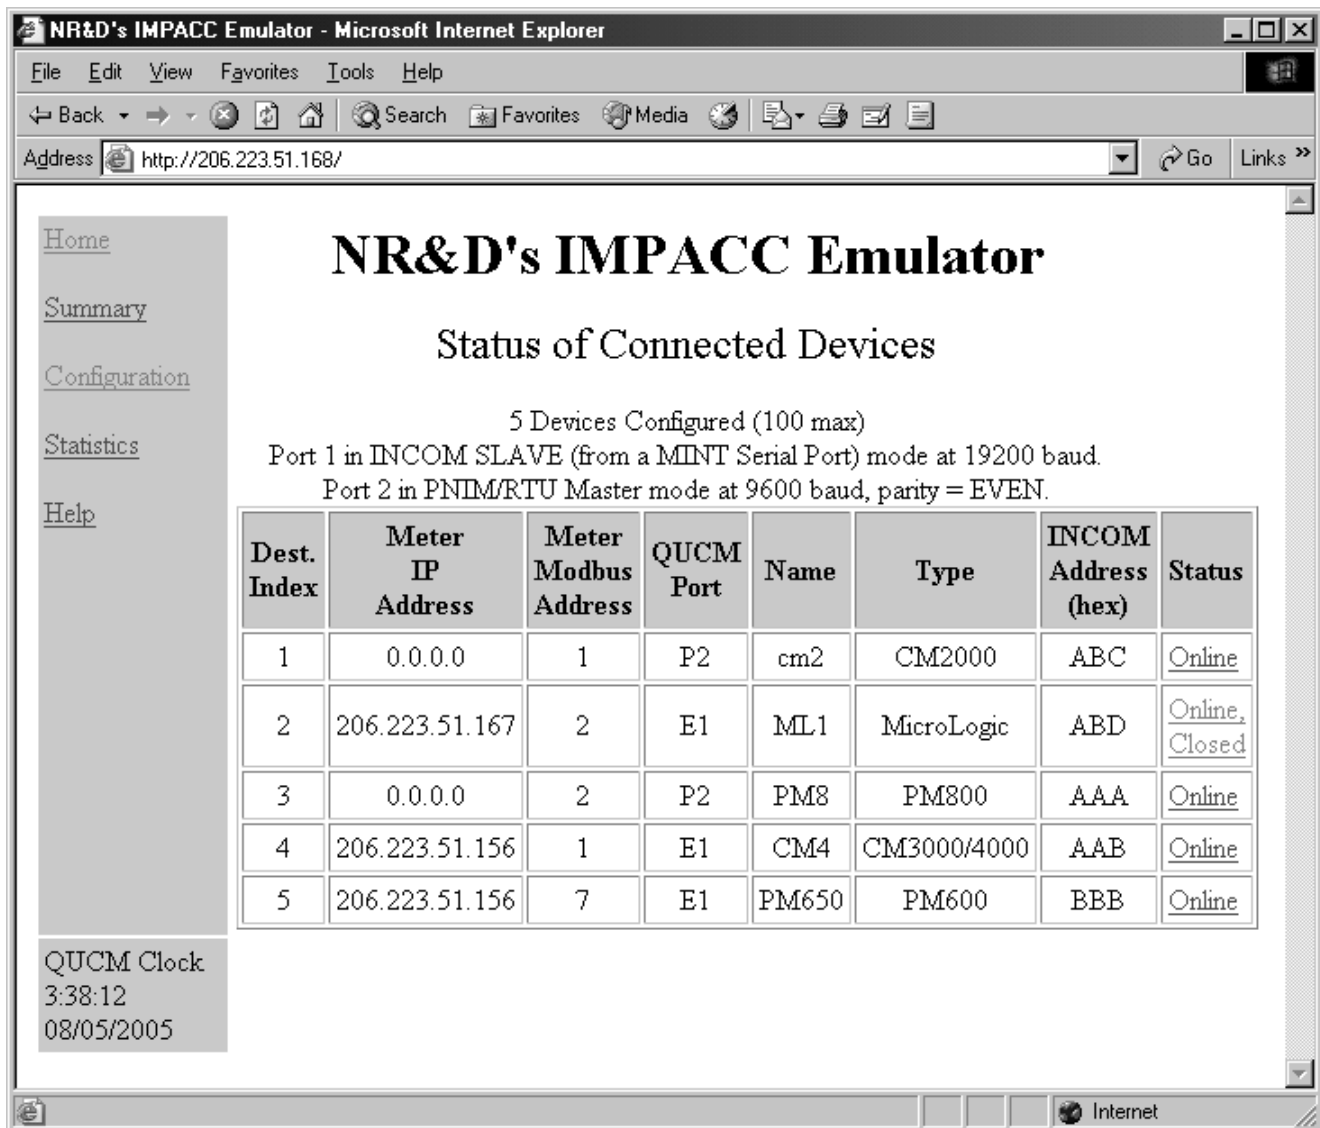 NR&D's IMPACC Emulator - Microsoft Internet Explorer
File Edit View Favorites Tools Help
Back Search Favorites Media
Address http://206.223.51.168/ Go Links »
Home
Summary
Configuration
Statistics
Help
QUCM Clock
3:38:12
08/05/2005
NR&D's IMPACC Emulator
Status of Connected Devices
5 Devices Configured (100 max)
Port 1 in INCOM SLAVE (from a MINT Serial Port) mode at 19200 baud.
Port 2 in PNIM/RTU Master mode at 9600 baud, parity = EVEN.
Dest. Index Meter IP Address Meter Modbus Address QUCM Port Name Type INCOM Address (hex) Status
1 0.0.0.0 1 P2 cm2 CM2000 ABC Online
2 206.223.51.167 2 E1 ML1 MicroLogic ABD Online, Closed
3 0.0.0.0 2 P2 PM8 PM800 AAA Online
4 206.223.51.156 1 E1 CM4 CM3000/4000 AAB Online
5 206.223.51.156 7 E1 PM650 PM600 BBB Online
Internet